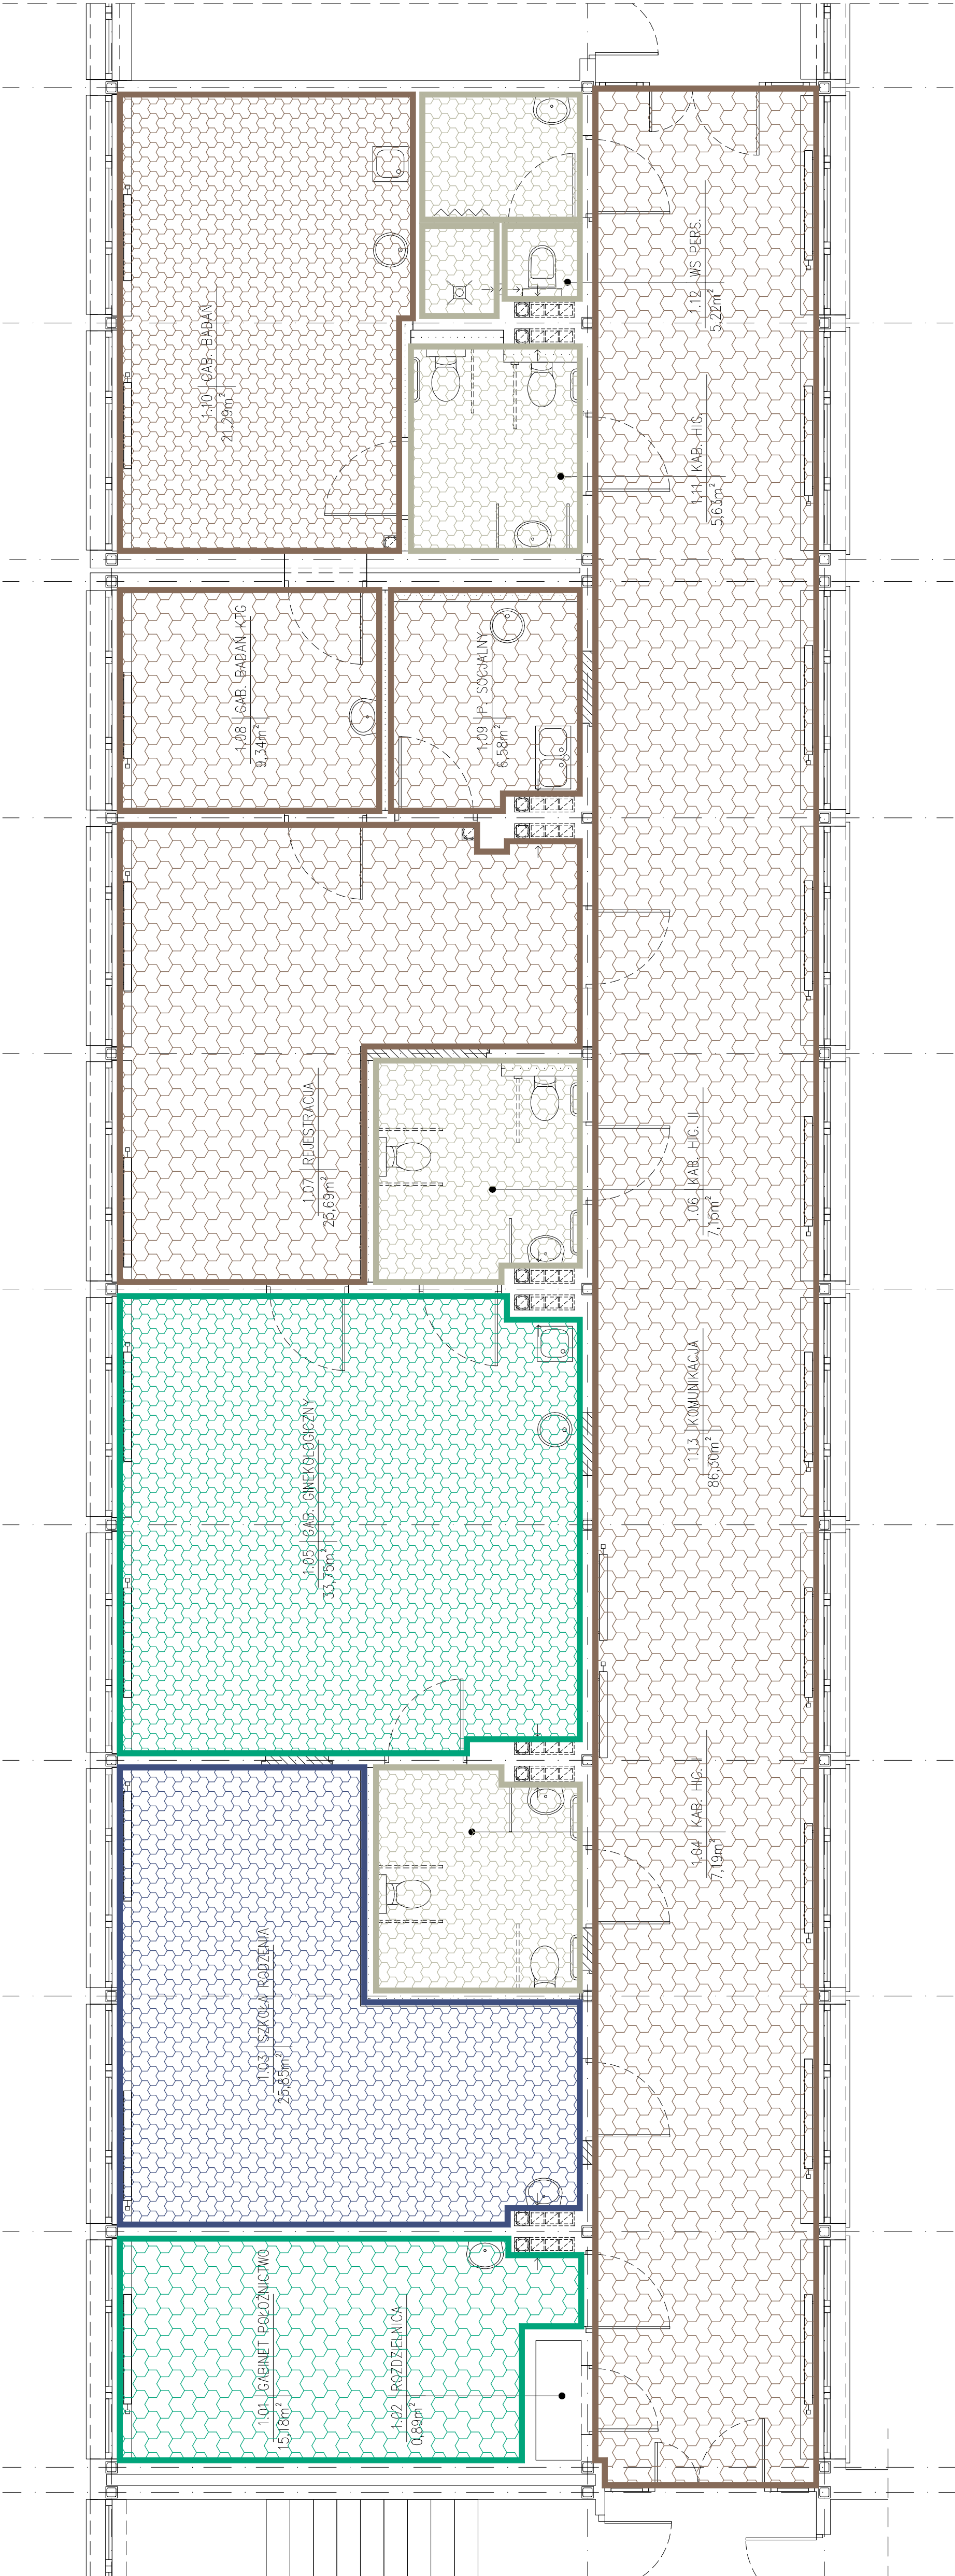 1.12 WS PERS.
5,22m²
1.10 GAB. BADAŃ
21,29m²
1.11 KAB. HIG.
5,63m²
1.08 GAB. BADAŃ KTG
9,34m²
1.09 P. SOCJALNY
6,58m²
1.07 REJESTRACJA
25,69m²
1.06 KAB. HIG. II
7,15m²
1.05 GAB. GINEKOLOGICZNY
33,75m²
1.13 KOMUNIKACJA
86,30m²
1.04 KAB. HIG. I
7,19m²
1.03 SZKOŁA RODZENIA
25,85m²
1.01 GABINET POŁOŻNICTWO
15,18m²
1.02 ROZDZIELNICA
0,89m²